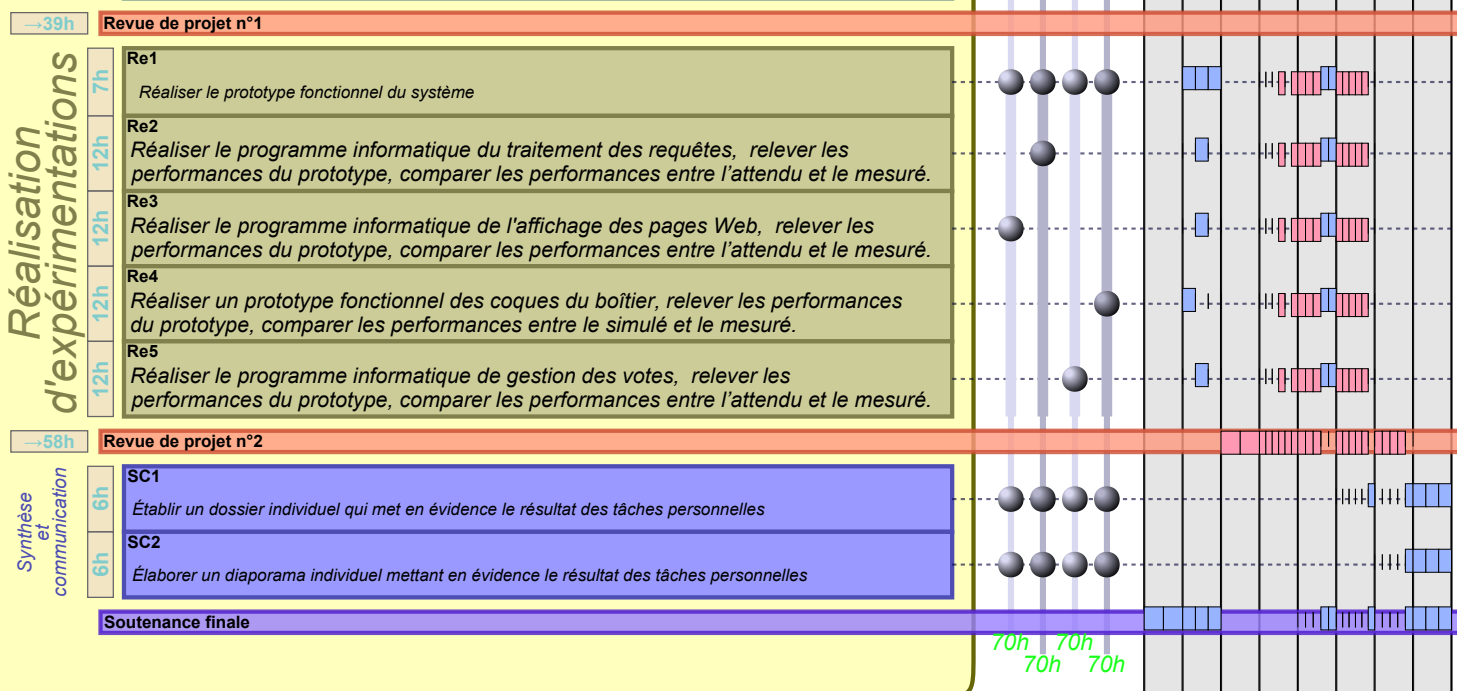 →39h
Revue de projet n°1
Réalisation
d'expérimentations
7h
Re1
Réaliser le prototype fonctionnel du système
12h
Re2
Réaliser le programme informatique du traitement des requêtes, relever les
performances du prototype, comparer les performances entre l'attendu et le mesuré.
12h
Re3
Réaliser le programme informatique de l'affichage des pages Web, relever les
performances du prototype, comparer les performances entre l'attendu et le mesuré.
12h
Re4
Réaliser un prototype fonctionnel des coques du boîtier, relever les performances
du prototype, comparer les performances entre le simulé et le mesuré.
12h
Re5
Réaliser le programme informatique de gestion des votes, relever les
performances du prototype, comparer les performances entre l'attendu et le mesuré.
→58h
Revue de projet n°2
Synthèse
et
communication
6h
SC1
Établir un dossier individuel qui met en évidence le résultat des tâches personnelles
6h
SC2
Élaborer un diaporama individuel mettant en évidence le résultat des tâches personnelles
Soutenance finale
70h 70h
70h 70h